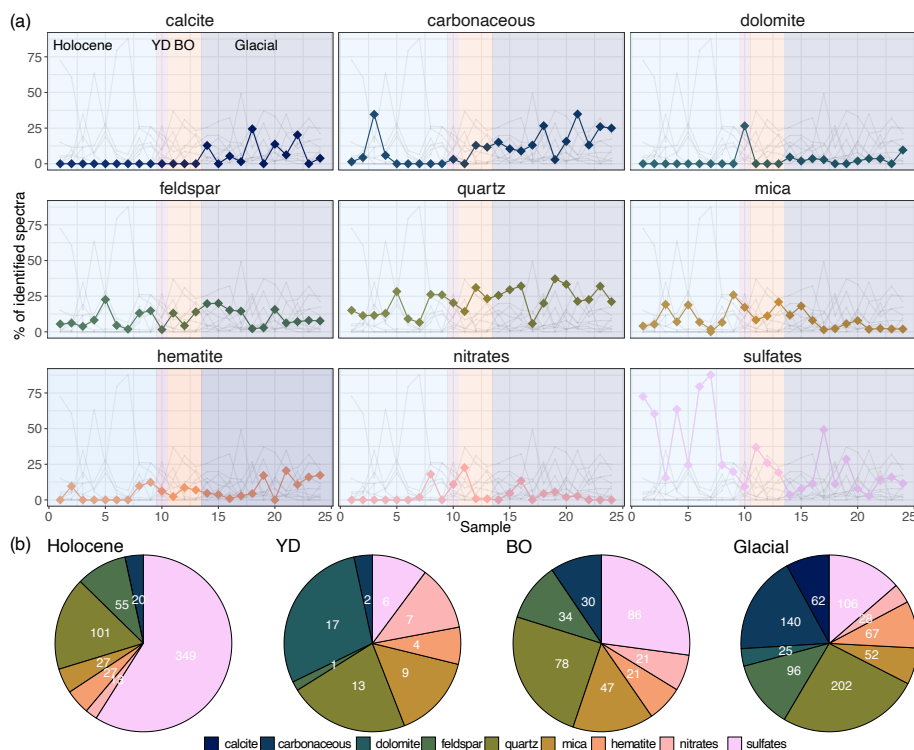 (a)
calcite carbonaceous dolomite
Holocene YD BO Glacial
75
50
25
0
feldspar quartz mica
75
50
25
0
% of identified spectra
hematite nitrates sulfates
75
50
25
0
0 5 10 15 20 25 0 5 10 15 20 25 0 5 10 15 20 25
Sample
(b)
Holocene YD BO Glacial
20 55 101 27 27 349
2 6 7 4 9 13 1 17
30 86 21 21 47 78 34
62 106 28 67 52 202 96 25 140
calcite carbonaceous dolomite feldspar quartz mica hematite nitrates sulfates